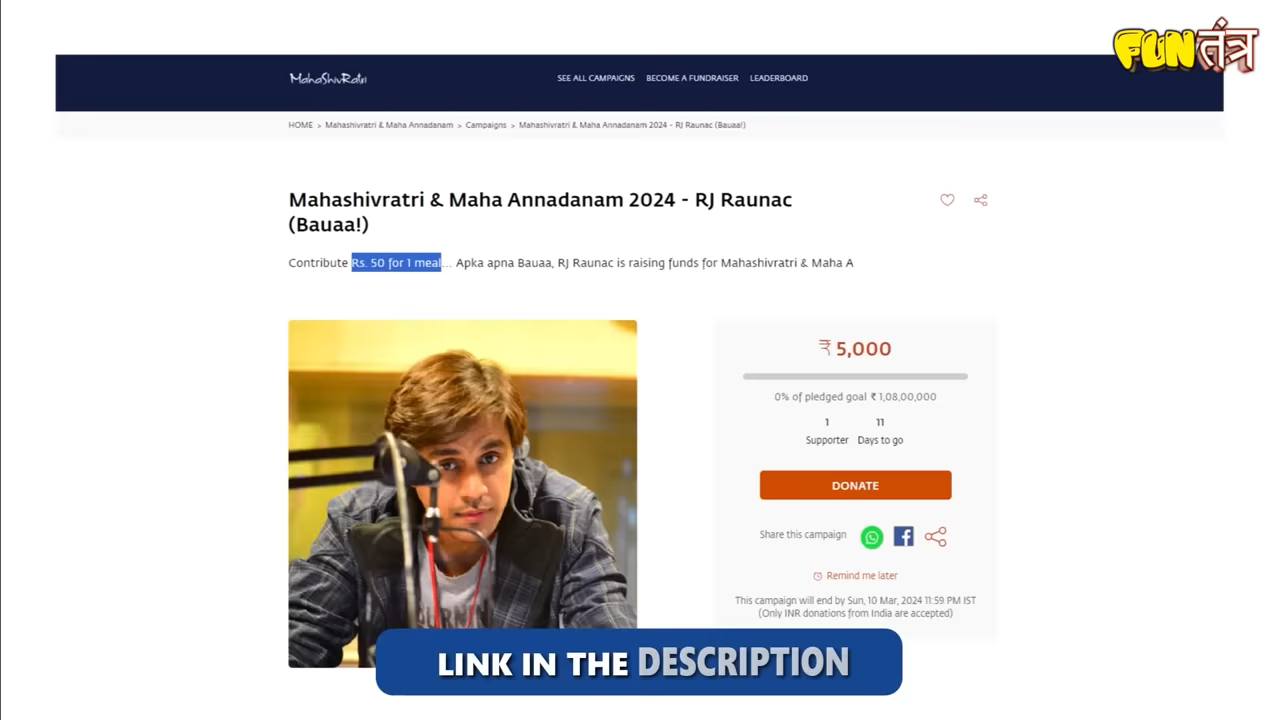 FUNतंत्र
MahaShivRatri
SEE ALL CAMPAIGNS BECOME A FUNDRAISER LEADERBOARD
HOME > Mahashivratri & Maha Annadanam > Campaigns > Mahashivratri & Maha Annadanam 2024 - RJ Raunac (Bauaa!)
Mahashivratri & Maha Annadanam 2024 - RJ Raunac
(Bauaa!)
Contribute Rs. 50 for 1 meal... Apka apna Bauaa, RJ Raunac is raising funds for Mahashivratri & Maha A
₹ 5,000
0% of pledged goal ₹ 1,08,00,000
1 11
Supporter Days to go
DONATE
Share this campaign
Remind me later
This campaign will end by Sun, 10 Mar, 2024 11:59 PM IST
(Only INR donations from India are accepted)
LINK IN THE DESCRIPTION